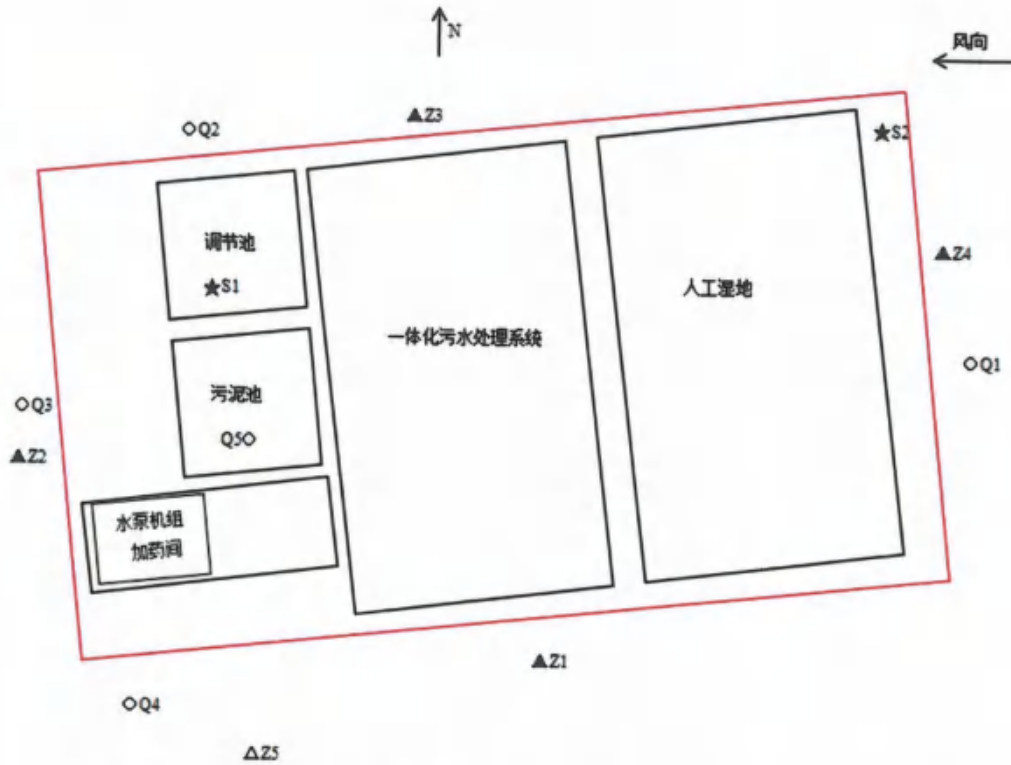 N
风向
○Q2
▲Z3
★S2
调节池
★S1
▲Z4
人工湿地
一体化污水处理系统
○Q1
污泥池
○Q3
Q5○
▲Z2
水泵机组
加药间
▲Z1
○Q4
△Z5